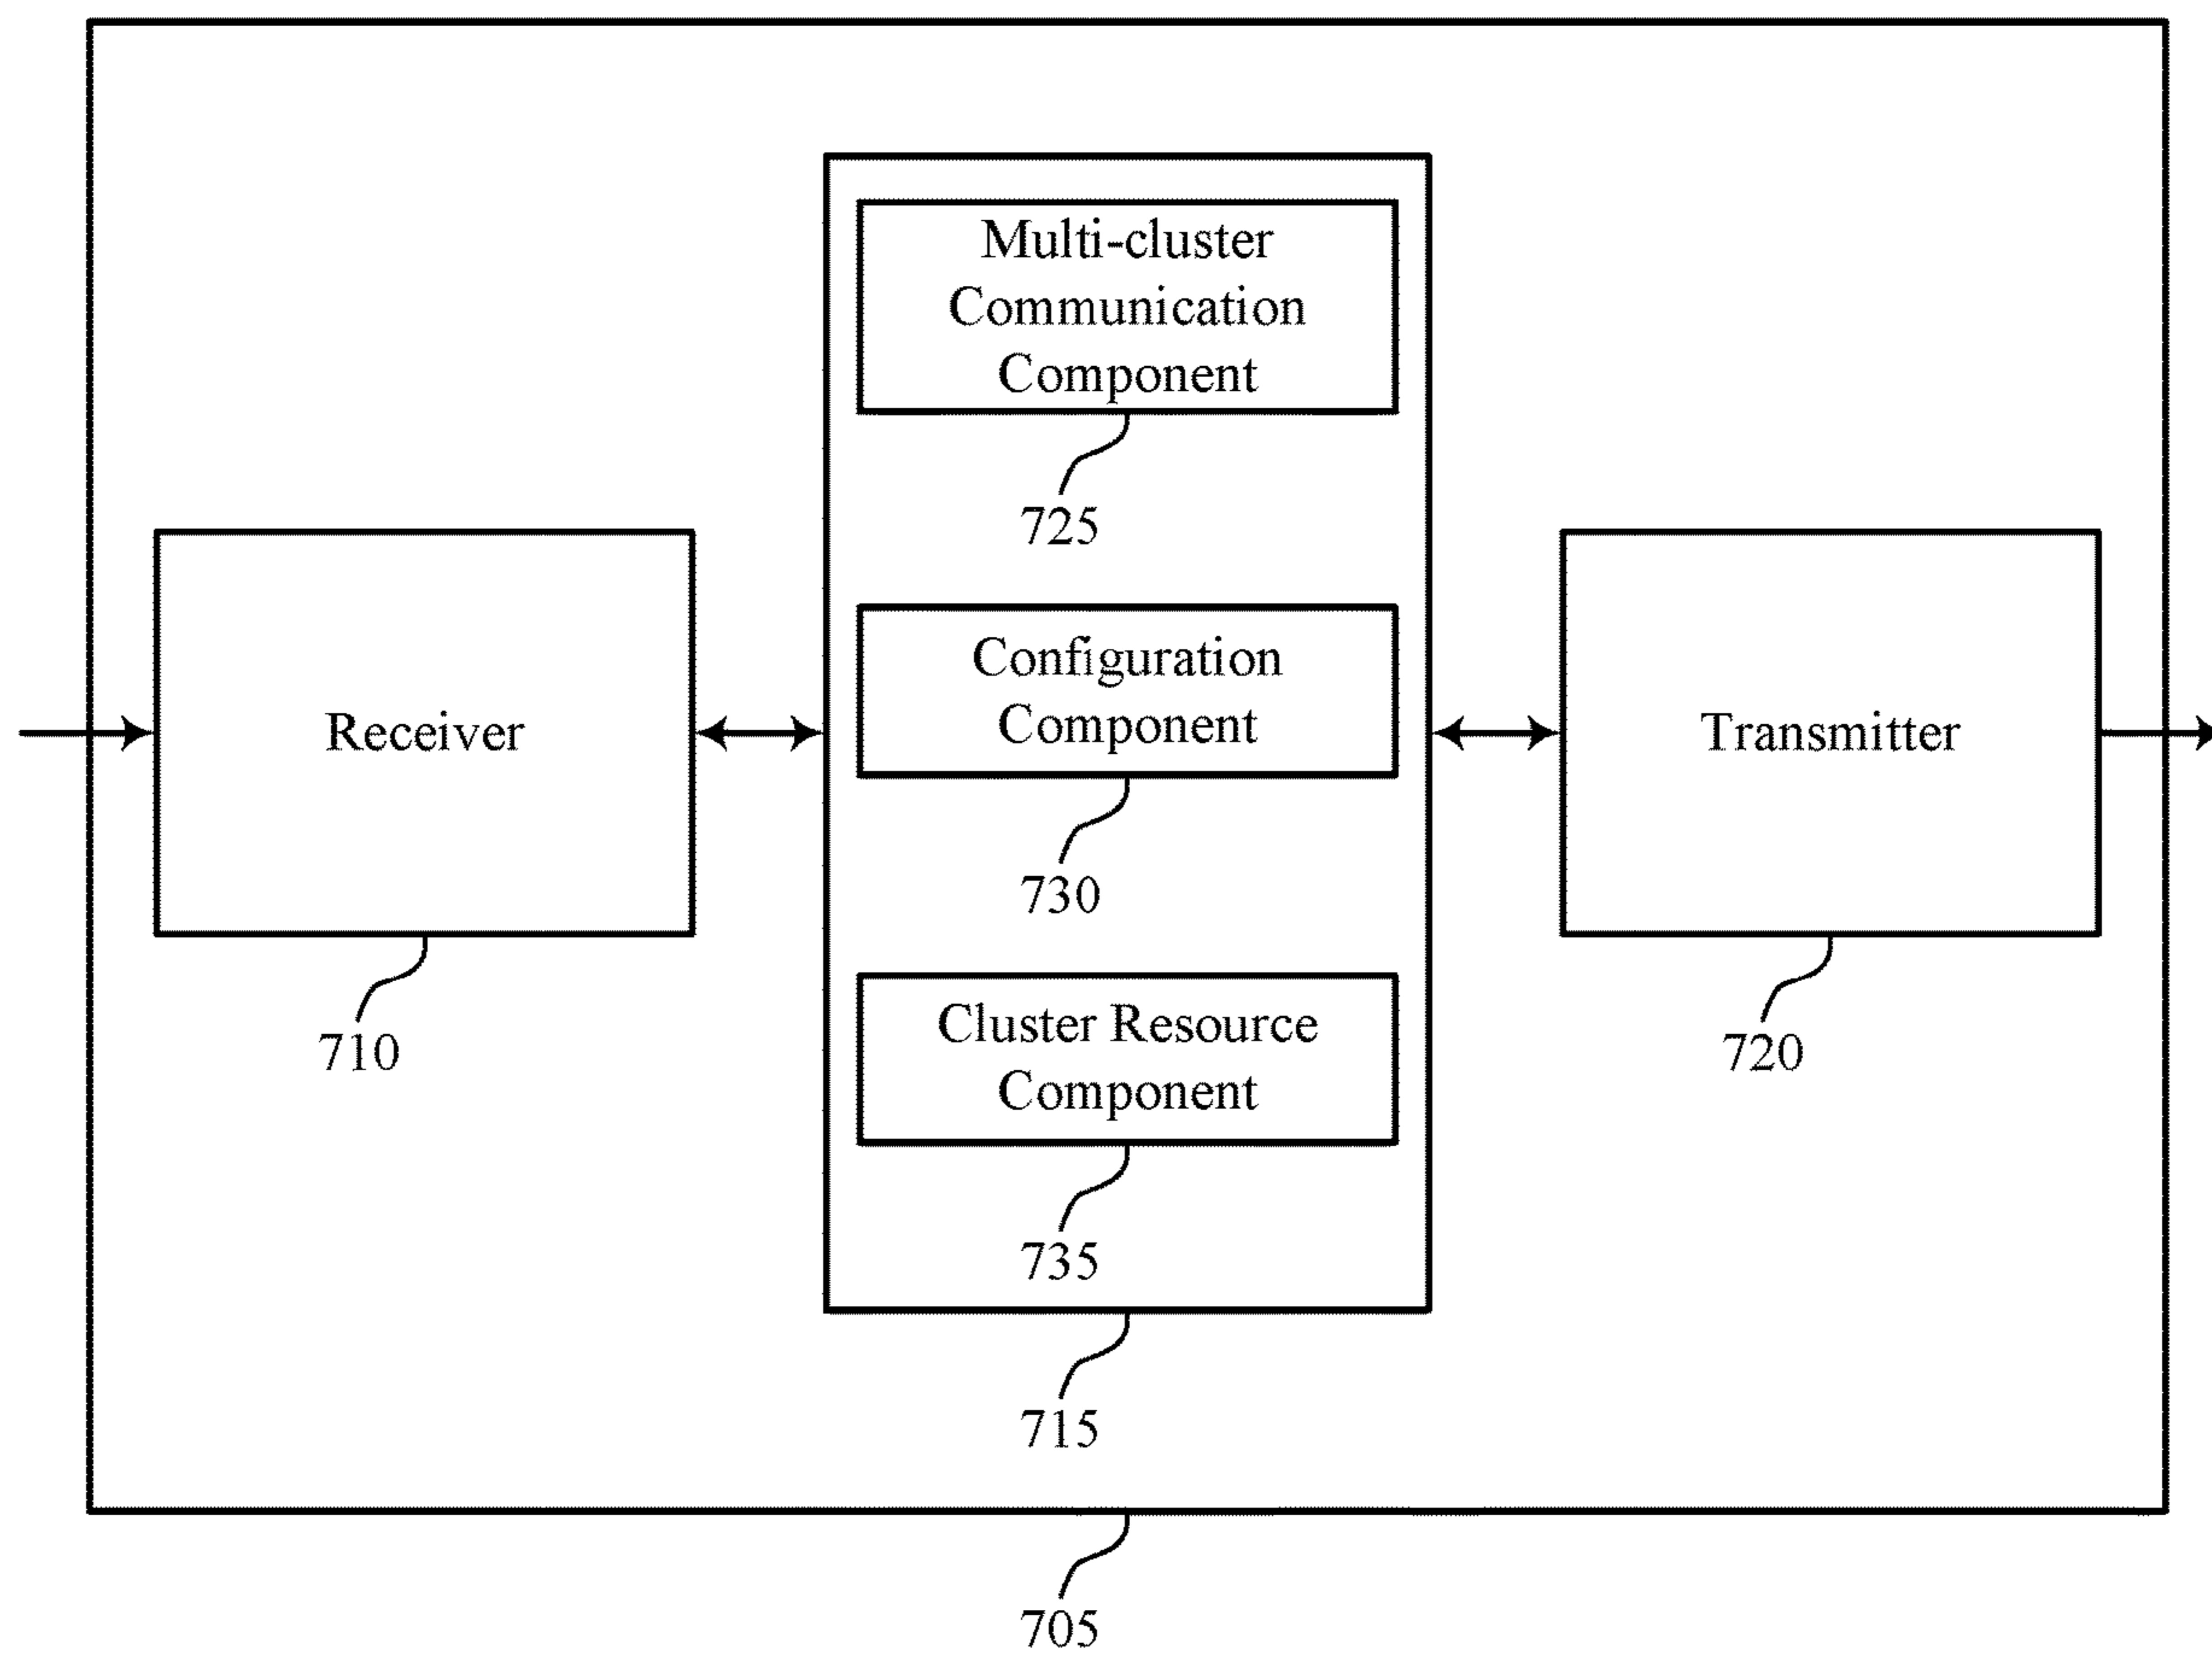 Multi-cluster
Communication
Component
725
Receiver
710
Configuration
Component
730
Transmitter
720
Cluster Resource
Component
735
715
705